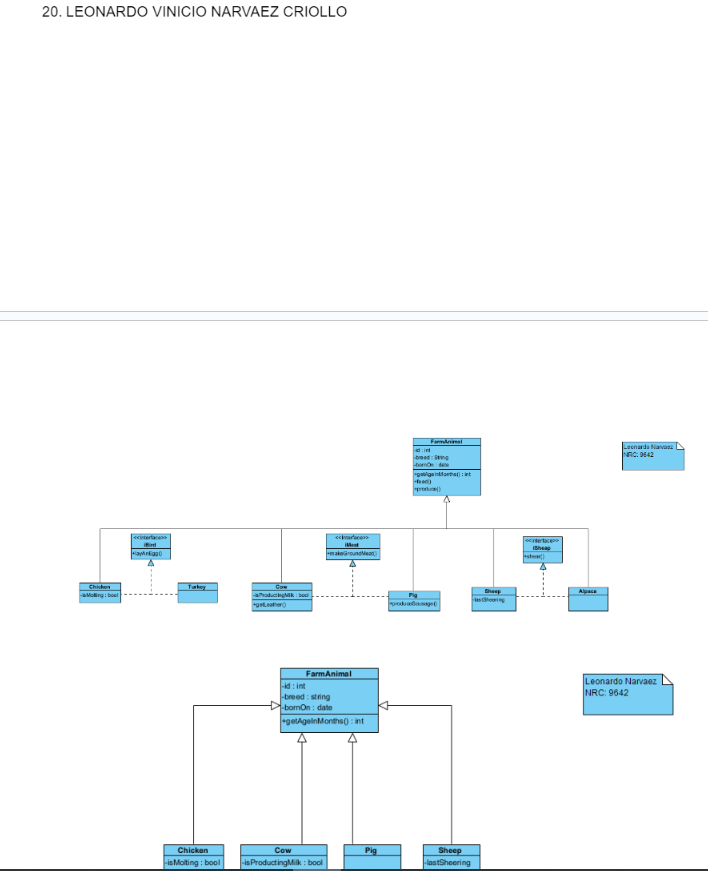 20. LEONARDO VINICIO NARVAEZ CRIOLLO
FarmAnimal
-id : int
-breed : String
-bornOn : date
+getAgeInMonths() : int
+feed()
+produce()
Leonardo Narvaez
NRC: 9642
<<Interface>>
IBird
+layAnEgg()
<<Interface>>
IMeat
+makeGroundMeat()
<<Interface>>
ISheap
+shear()
Chicken
-isMolting : bool
Turkey
Cow
-isProductingMilk : bool
+getLeather()
Pig
+produceSausage()
Sheep
-lastSheering
Alpaca
FarmAnimal
-id : int
-breed : string
-bornOn : date
+getAgeInMonths() : int
Leonardo Narvaez
NRC: 9642
Chicken
-isMolting : bool
Cow
-isProductingMilk : bool
Pig
Sheep
-lastSheering